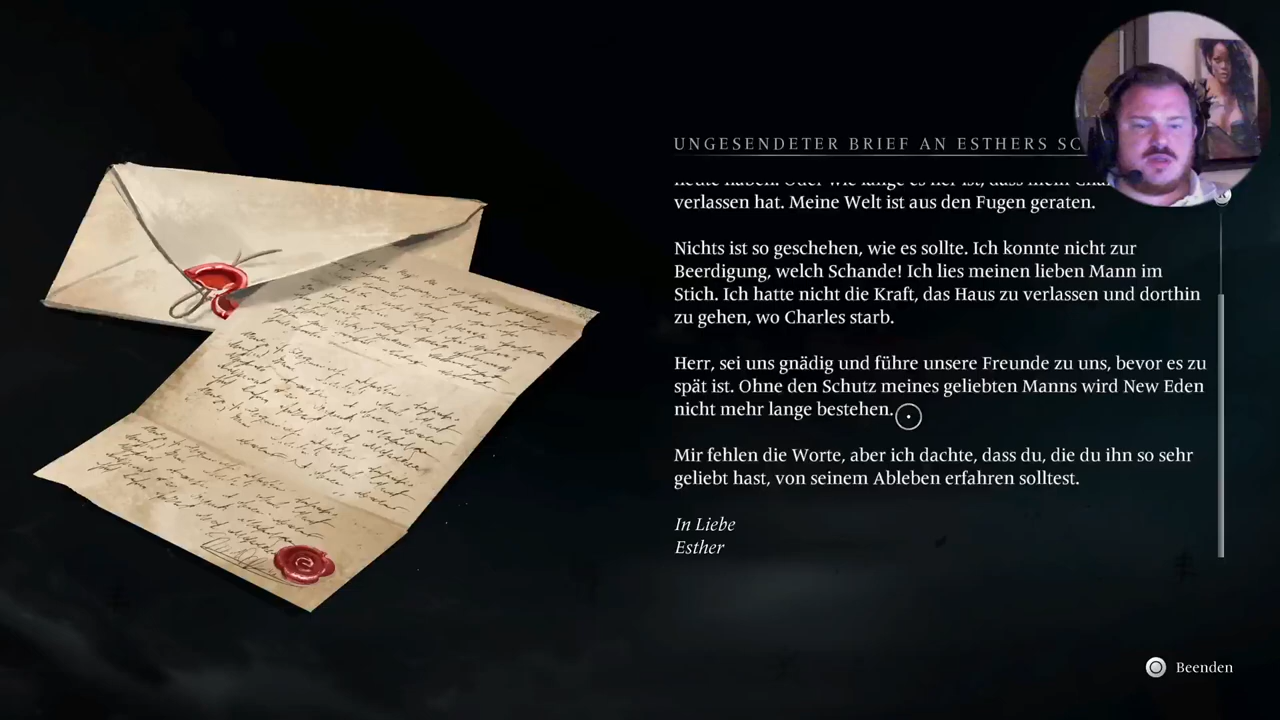 UNGESENDETER BRIEF AN ESTHERS
verlassen hat. Meine Welt ist aus den Fugen geraten.
Nichts ist so geschehen, wie es sollte. Ich konnte nicht zur
Beerdigung, welch Schande! Ich lies meinen lieben Mann im
Stich. Ich hatte nicht die Kraft, das Haus zu verlassen und dorthin
zu gehen, wo Charles starb.
Herr, sei uns gnädig und führe unsere Freunde zu uns, bevor es zu
spät ist. Ohne den Schutz meines geliebten Manns wird New Eden
nicht mehr lange bestehen.
Mir fehlen die Worte, aber ich dachte, dass du, die du ihn so sehr
geliebt hast, von seinem Ableben erfahren solltest.
In Liebe
Esther
Beenden